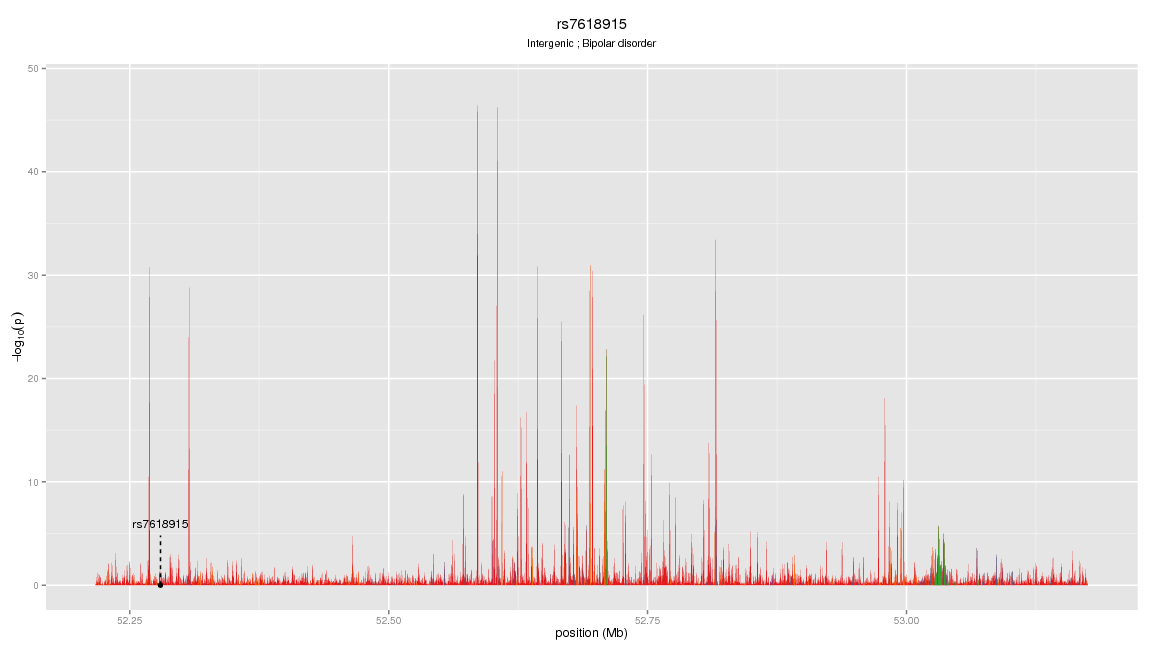 rs7618915
Intergenic ; Bipolar disorder
50
40
30
20
10
0
−log10(p)
rs7618915
52.25
52.50
52.75
53.00
position (Mb)